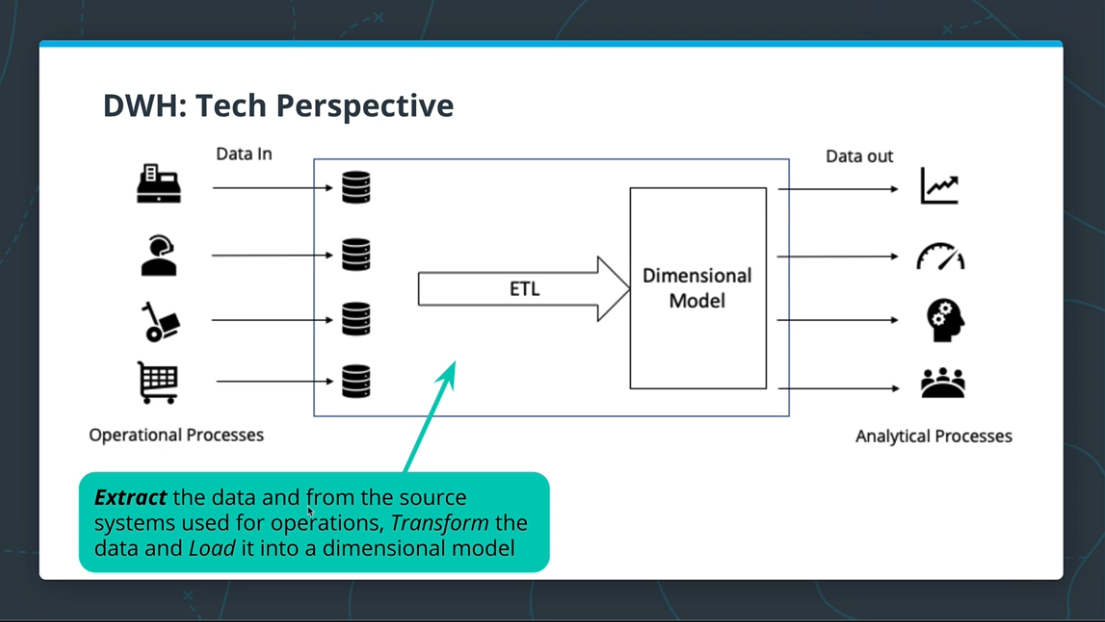 DWH: Tech Perspective
Data In
Data out
ETL
Dimensional
Model
Operational Processes
Analytical Processes
Extract the data and from the source
systems used for operations, Transform the
data and Load it into a dimensional model